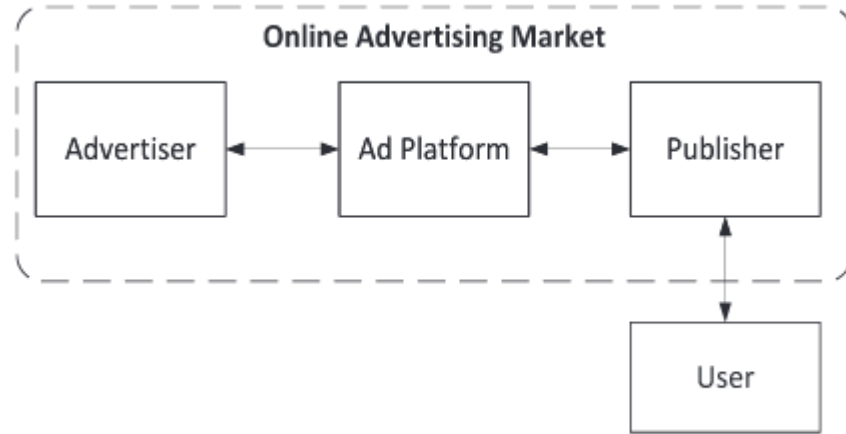 Online Advertising Market
Advertiser
Ad Platform
Publisher
User